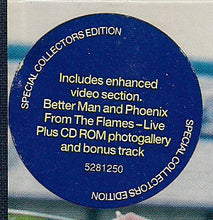 SPECIAL COLLECTORS EDITION
Includes enhanced
video section.
Better Man and Phoenix
From The Flames – Live
Plus CD ROM photogallery
and bonus track
5281250
SPECIAL COLLECTORS EDITION